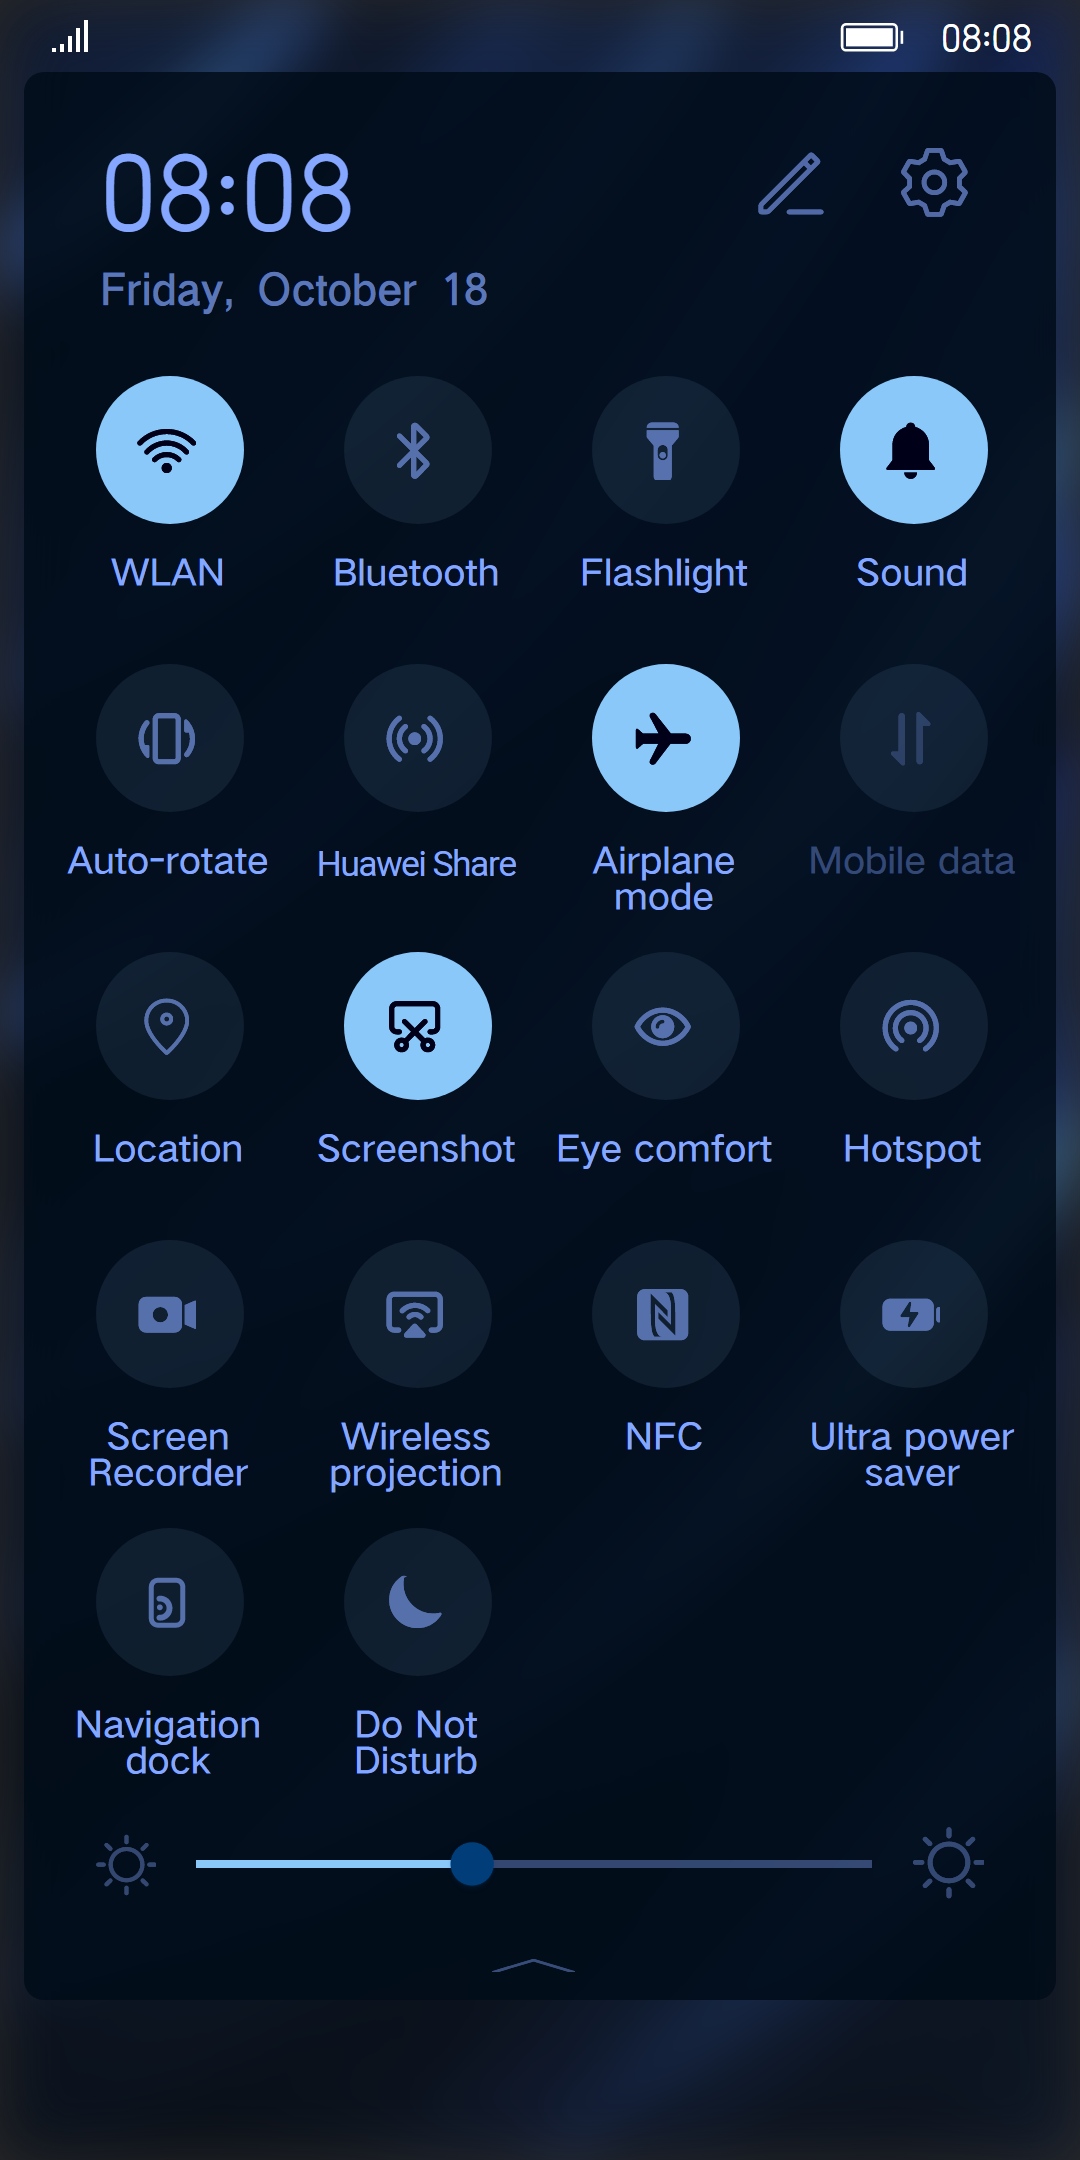 08:08
08:08
Friday, October 18
WLAN
Bluetooth
Flashlight
Sound
Auto-rotate
Huawei Share
Airplane
mode
Mobile data
Location
Screenshot
Eye comfort
Hotspot
Screen
Recorder
Wireless
projection
NFC
Ultra power
saver
Navigation
dock
Do Not
Disturb